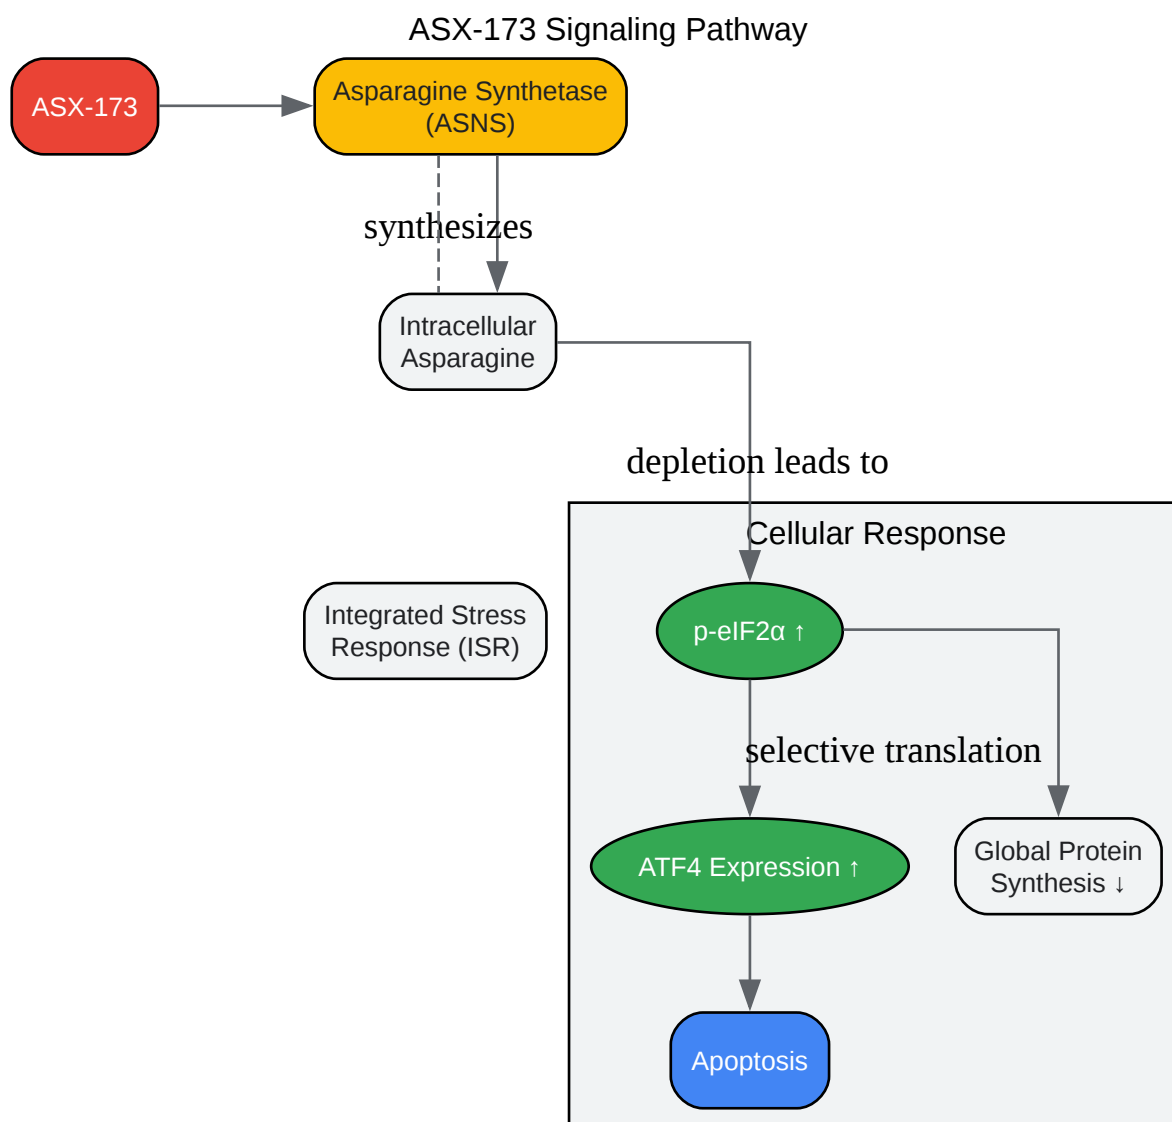 ASX-173 Signaling Pathway
ASX-173
Asparagine Synthetase
(ASNS)
synthesizes
Intracellular
Asparagine
depletion leads to
Cellular Response
Integrated Stress
Response (ISR)
p-eIF2α ↑
selective translation
ATF4 Expression ↑
Global Protein
Synthesis ↓
Apoptosis